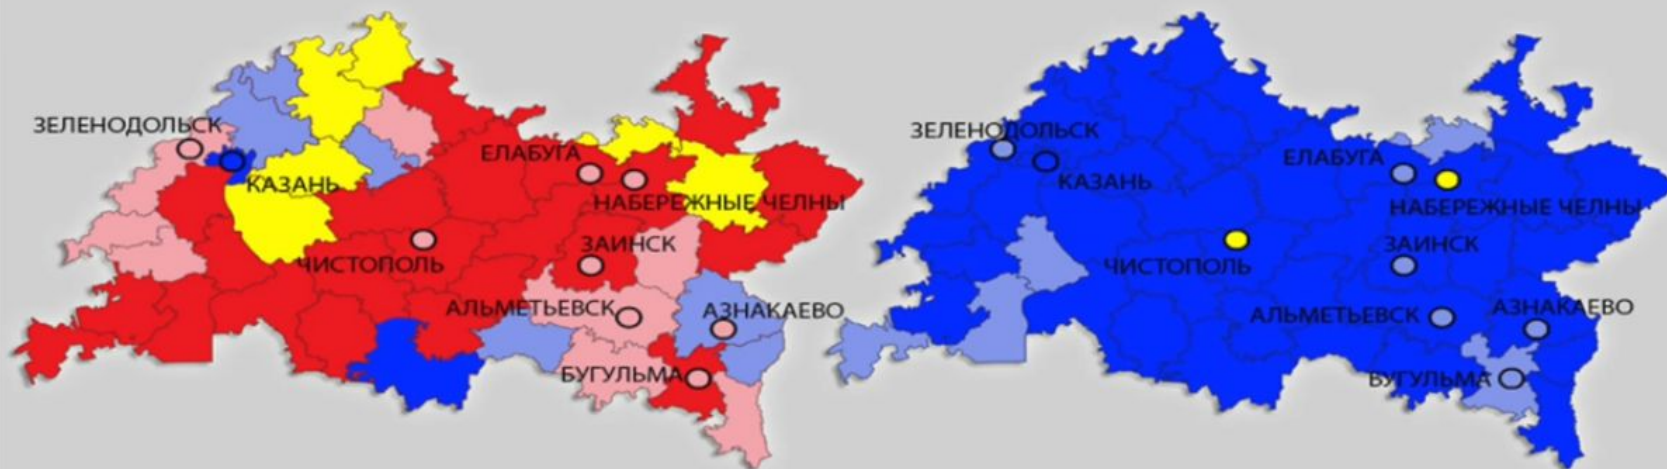 ЗЕЛЕНОДОЛЬСК
КАЗАНЬ
ЕЛАБУГА
НАБЕРЕЖНЫЕ ЧЕЛНЫ
ЧИСТОПОЛЬ
ЗАИНСК
АЛЬМЕТЬЕВСК
АЗНАКАЕВО
БУГУЛЬМА
ЗЕЛЕНОДОЛЬСК
КАЗАНЬ
ЕЛАБУГА
НАБЕРЕЖНЫЕ ЧЕЛНЫ
ЧИСТОПОЛЬ
ЗАИНСК
АЛЬМЕТЬЕВСК
АЗНАКАЕВО
ВУГУЛЬМА